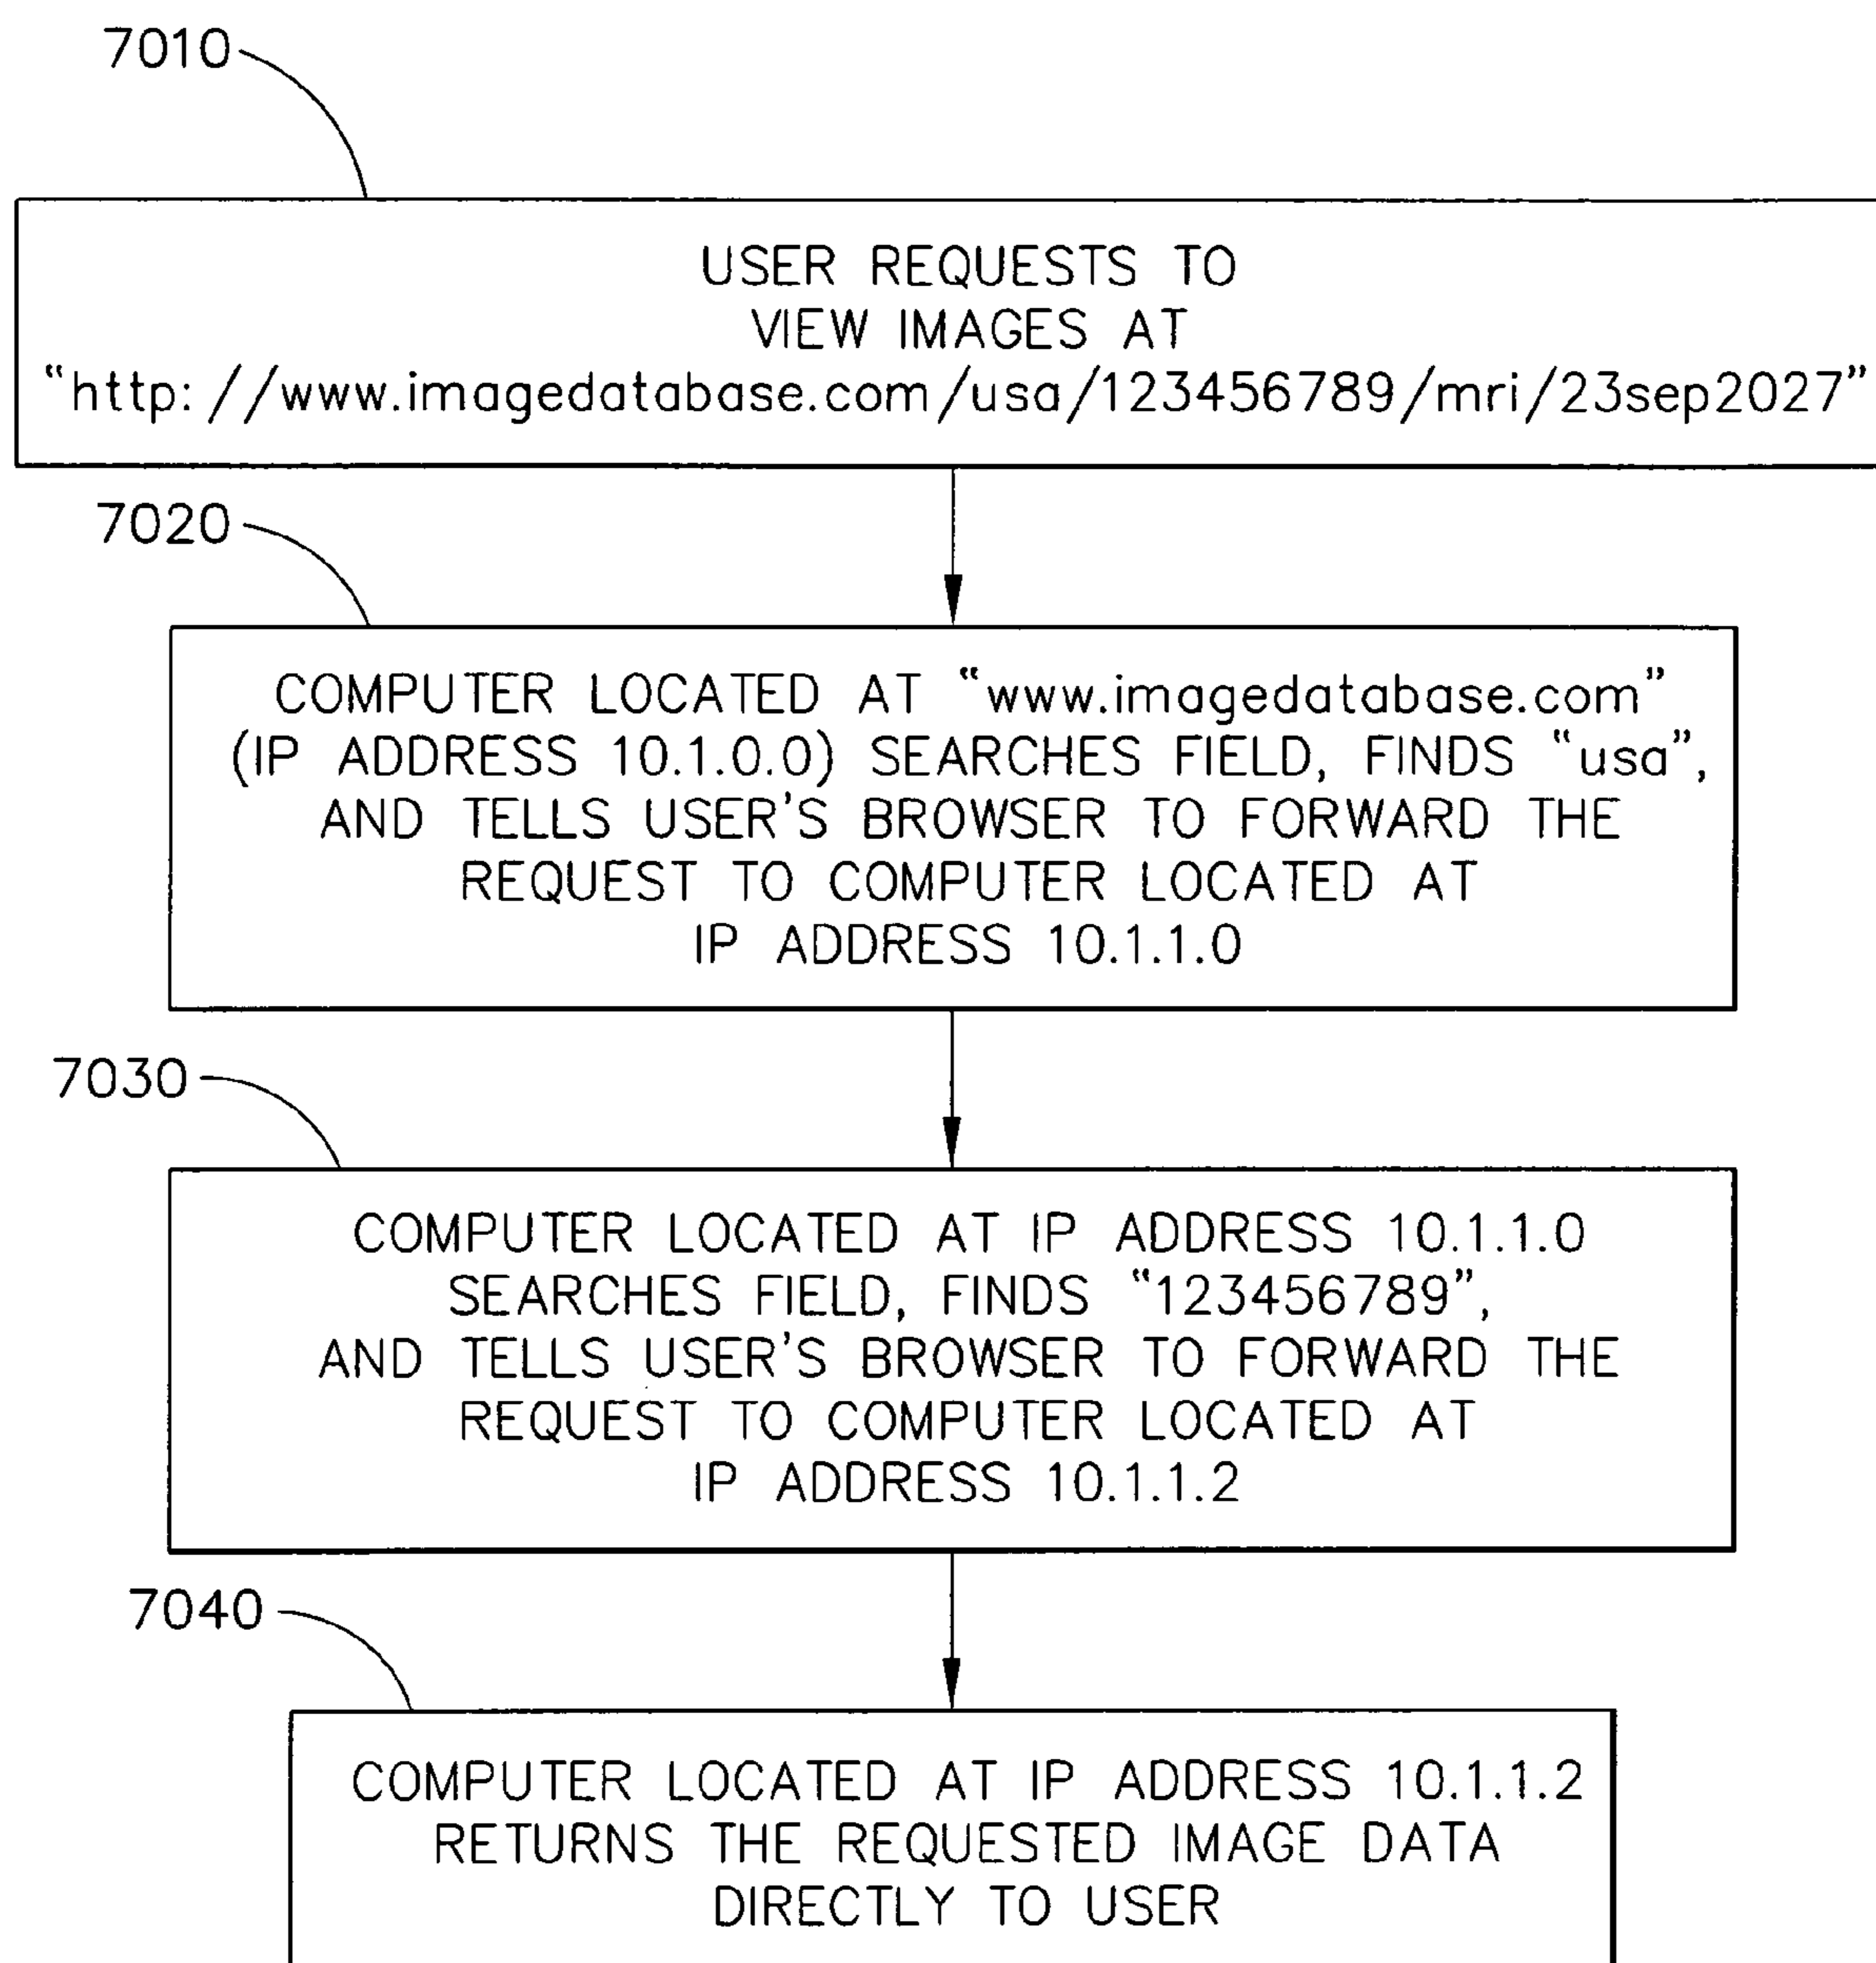 7010
USER REQUESTS TO
VIEW IMAGES AT
“http: //www.imagedatabase.com/usa/123456789/mri/23sep2027”
7020
COMPUTER LOCATED AT “www.imagedatabase.com”
(IP ADDRESS 10.1.0.0) SEARCHES FIELD, FINDS “usa”,
AND TELLS USER'S BROWSER TO FORWARD THE
REQUEST TO COMPUTER LOCATED AT
IP ADDRESS 10.1.1.0
7030
COMPUTER LOCATED AT IP ADDRESS 10.1.1.0
SEARCHES FIELD, FINDS “123456789”,
AND TELLS USER'S BROWSER TO FORWARD THE
REQUEST TO COMPUTER LOCATED AT
IP ADDRESS 10.1.1.2
7040
COMPUTER LOCATED AT IP ADDRESS 10.1.1.2
RETURNS THE REQUESTED IMAGE DATA
DIRECTLY TO USER